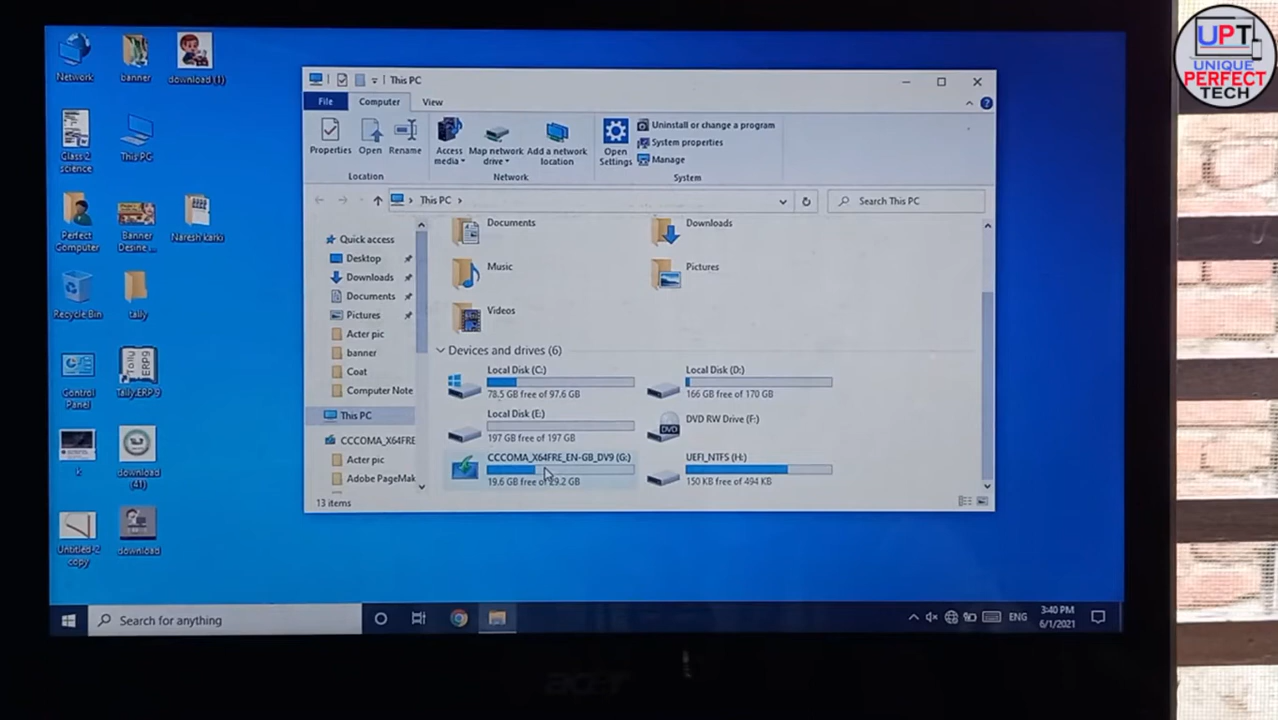 UPT
UNIQUE
PERFECT
TECH
Network
banner
download (1)
Class 2
science
This PC
Perfect
Computer
Banner
Desine ...
Naresh karki
Recycle Bin
tally
Control
Panel
Tally.ERP 9
k
download
(41)
Untitled-2
copy
download
This PC
File
Computer
View
Properties
Open
Rename
Access
media
Map network
drive
Add a network
location
Open
Settings
Uninstall or change a program
System properties
Manage
Location
Network
System
This PC
Search This PC
Quick access
Desktop
Downloads
Documents
Pictures
Acter pic
banner
Coat
Computer Note
This PC
CCCOMA_X64FRE
Acter pic
Adobe PageMak
Documents
Downloads
Music
Pictures
Videos
Devices and drives (6)
Local Disk (C:)
78.5 GB free of 97.6 GB
Local Disk (D:)
166 GB free of 170 GB
Local Disk (E:)
197 GB free of 197 GB
DVD RW Drive (F:)
DVD
CCCOMA_X64FRE_EN-GB_DV9 (G:)
19.6 GB free of 29.2 GB
UEFI_NTFS (H:)
150 KB free of 494 KB
13 items
Search for anything
ENG
3:40 PM
6/1/2021
acer